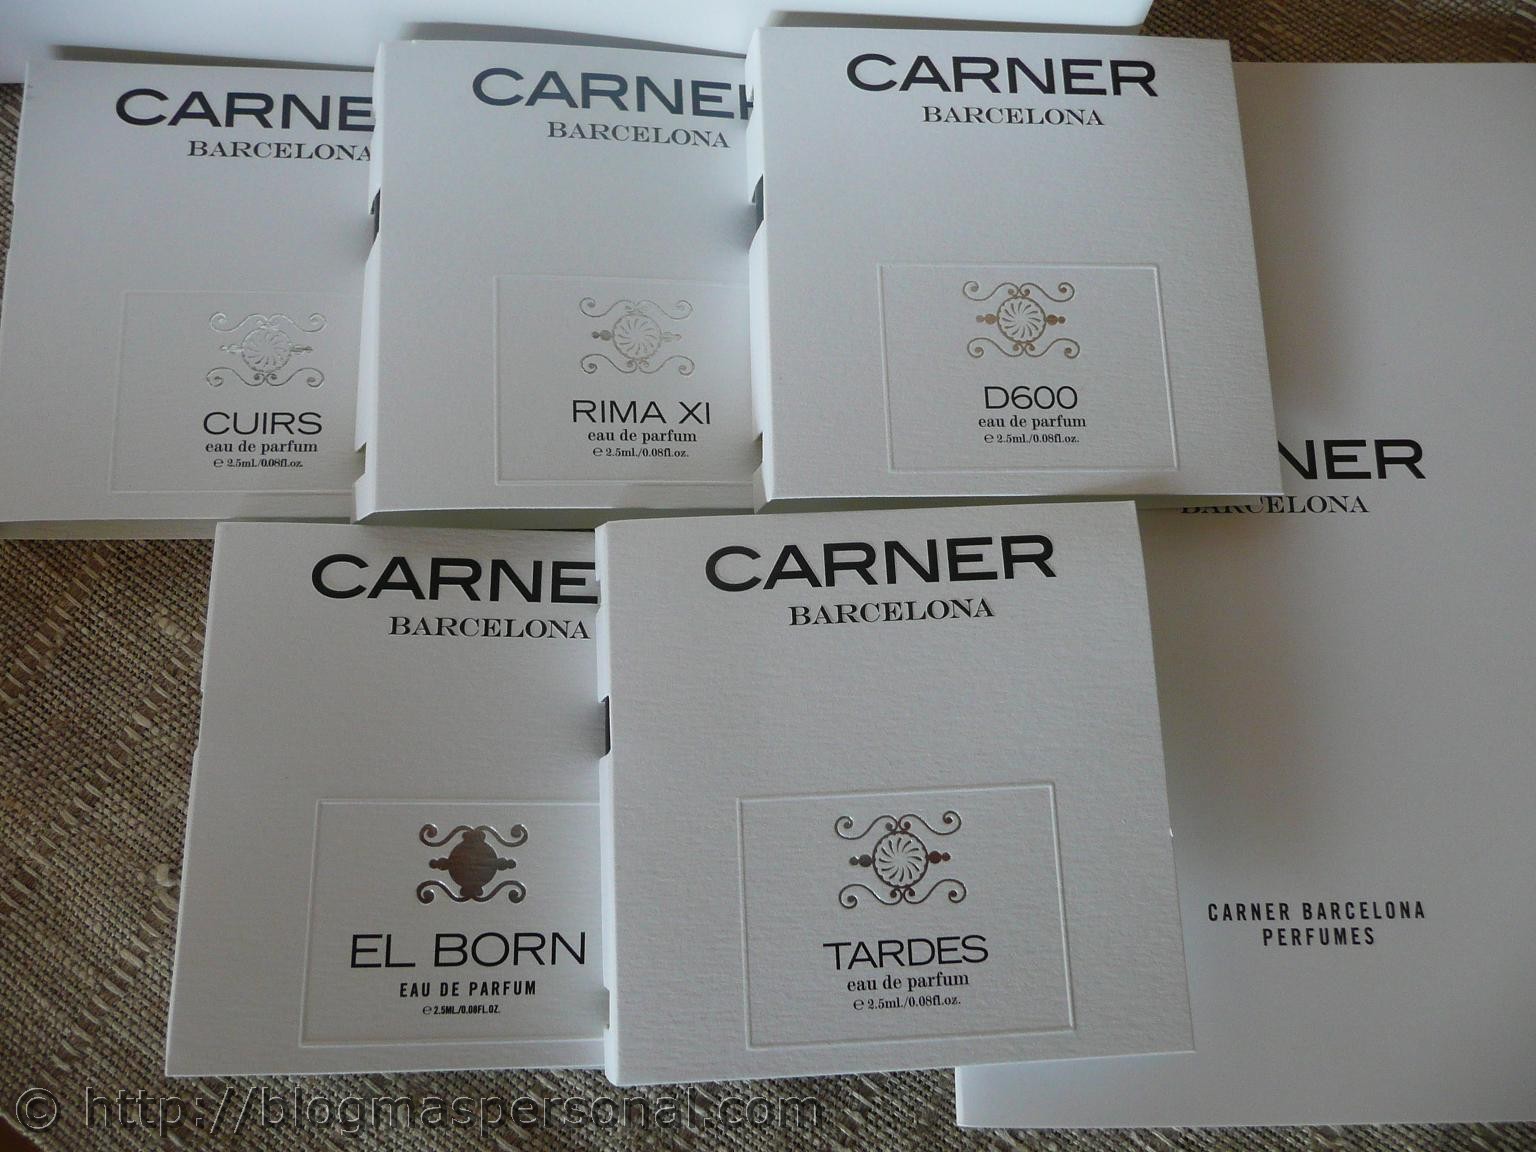 CARNE
BARCELONA
CUIRS
eau de parfum
℮ 2.5ml./0.08fl.oz.
CARNER
BARCELONA
RIMA XI
eau de parfum
℮ 2.5ml./0.08fl.oz.
CARNER
BARCELONA
D600
eau de parfum
℮ 2.5ml./0.08fl.oz.
CARNE
BARCELONA
EL BORN
EAU DE PARFUM
℮ 2.5ML./0.08FL.OZ.
CARNER
BARCELONA
TARDES
eau de parfum
℮ 2.5ml./0.08fl.oz.
NER
BARCELONA
CARNER BARCELONA
PERFUMES
© http://blogmaspersonal.com